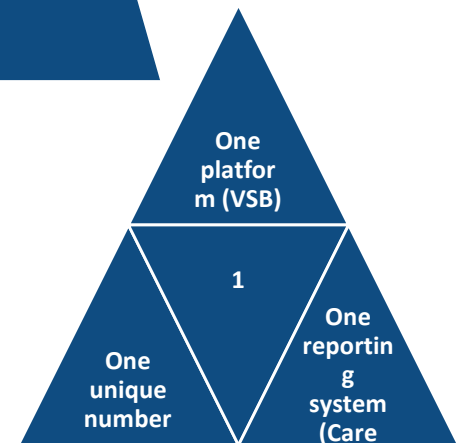 One
platfor
m (VSB)
1
One
unique
number
One
reportin
g
system
(Care